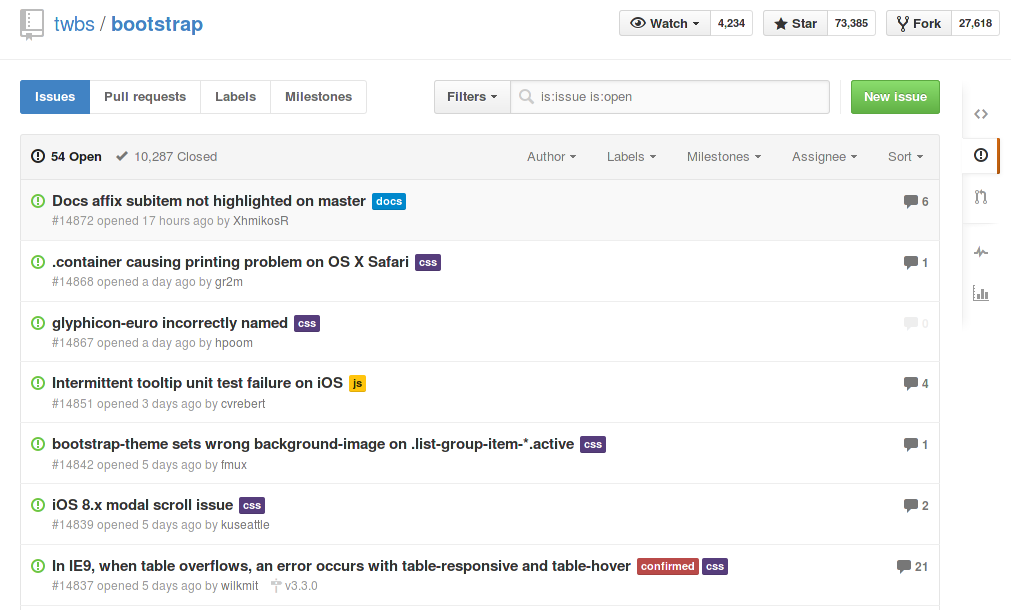 twbs / bootstrap
Watch 4,234 Star 73,385 Fork 27,618
Issues Pull requests Labels Milestones Filters is:issue is:open New issue
54 Open 10,287 Closed Author Labels Milestones Assignee Sort
Docs affix subitem not highlighted on master docs 6
#14872 opened 17 hours ago by XhmikosR
.container causing printing problem on OS X Safari css 1
#14868 opened a day ago by gr2m
glyphicon-euro incorrectly named css 0
#14867 opened a day ago by hpoom
Intermittent tooltip unit test failure on iOS js 4
#14851 opened 3 days ago by cvrebert
bootstrap-theme sets wrong background-image on .list-group-item-*.active css 1
#14842 opened 5 days ago by fmux
iOS 8.x modal scroll issue css 2
#14839 opened 5 days ago by kuseattle
In IE9, when table overflows, an error occurs with table-responsive and table-hover confirmed css 21
#14837 opened 5 days ago by wilkmit v3.3.0